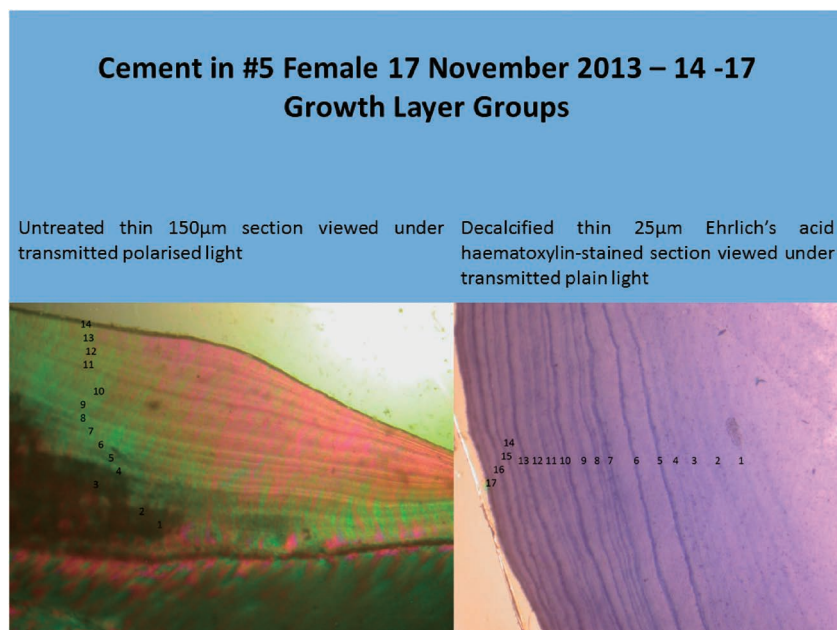 Cement in #5 Female 17 November 2013 – 14 -17
Growth Layer Groups
Untreated thin 150µm section viewed under
transmitted polarised light
Decalcified thin 25µm Ehrlich's acid
haematoxylin-stained section viewed under
transmitted plain light
14
13
12
11
10
9
8
7
6
5
4
3
2
1
14
15
13 12 11 10 9 8 7 6 5 4 3 2 1
16
17